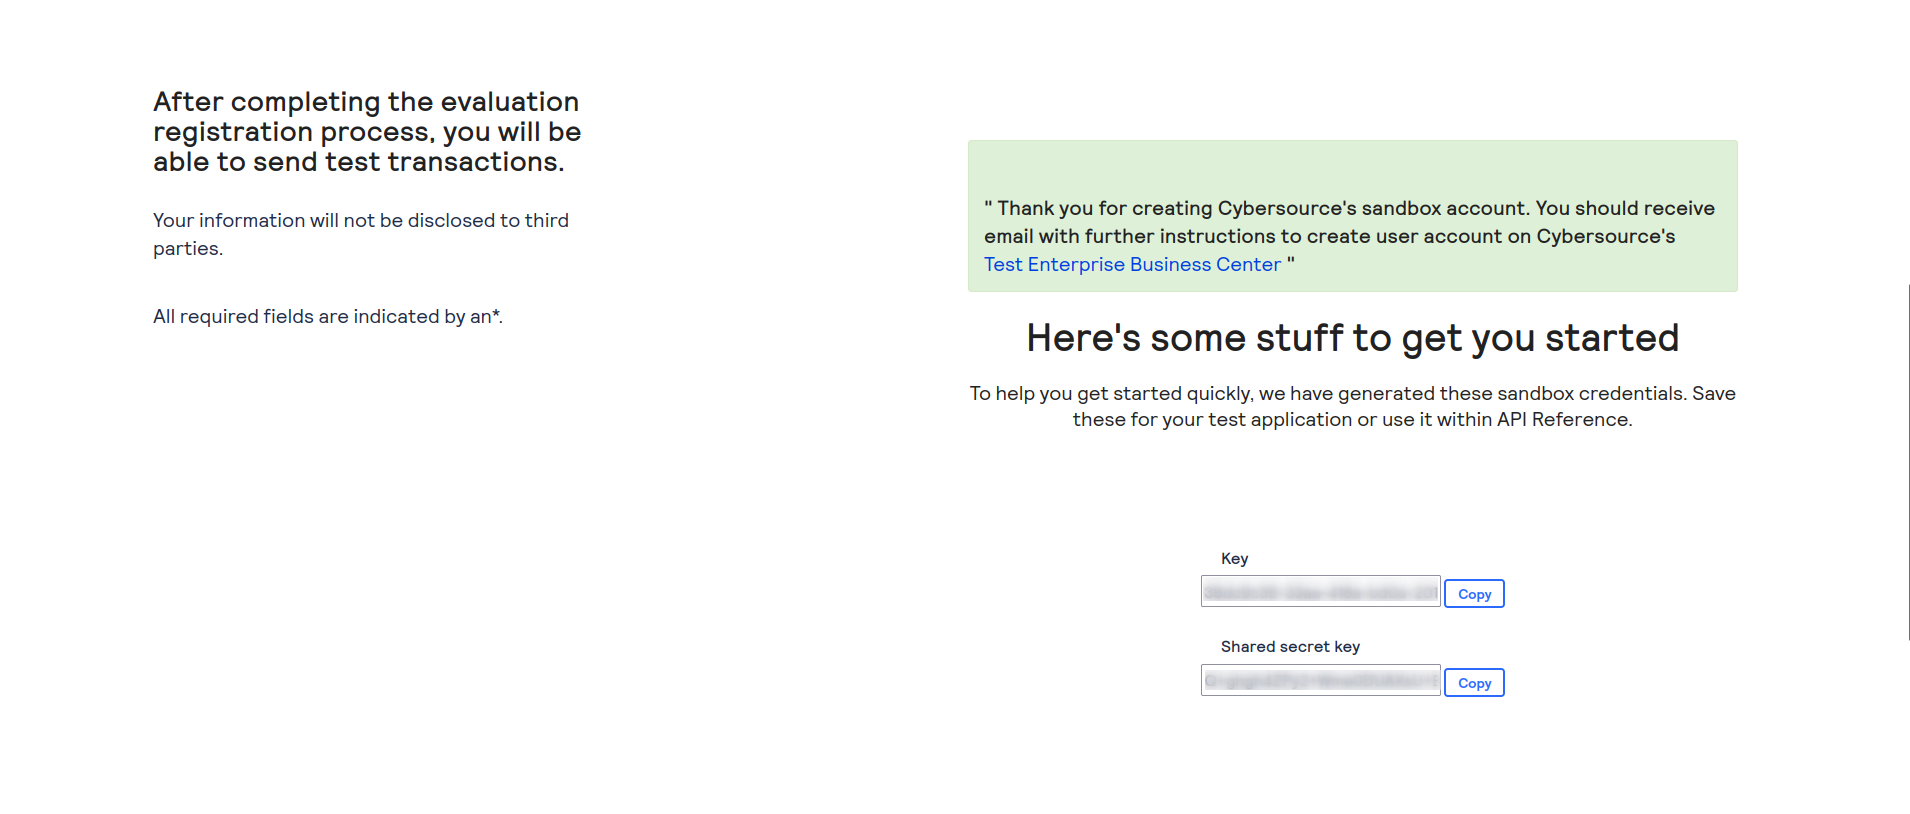 After completing the evaluation
registration process, you will be
able to send test transactions.
Your information will not be disclosed to third
parties.
All required fields are indicated by an*.
" Thank you for creating Cybersource's sandbox account. You should receive
email with further instructions to create user account on Cybersource's
Test Enterprise Business Center "
Here's some stuff to get you started
To help you get started quickly, we have generated these sandbox credentials. Save
these for your test application or use it within API Reference.
Key
Copy
Shared secret key
Copy